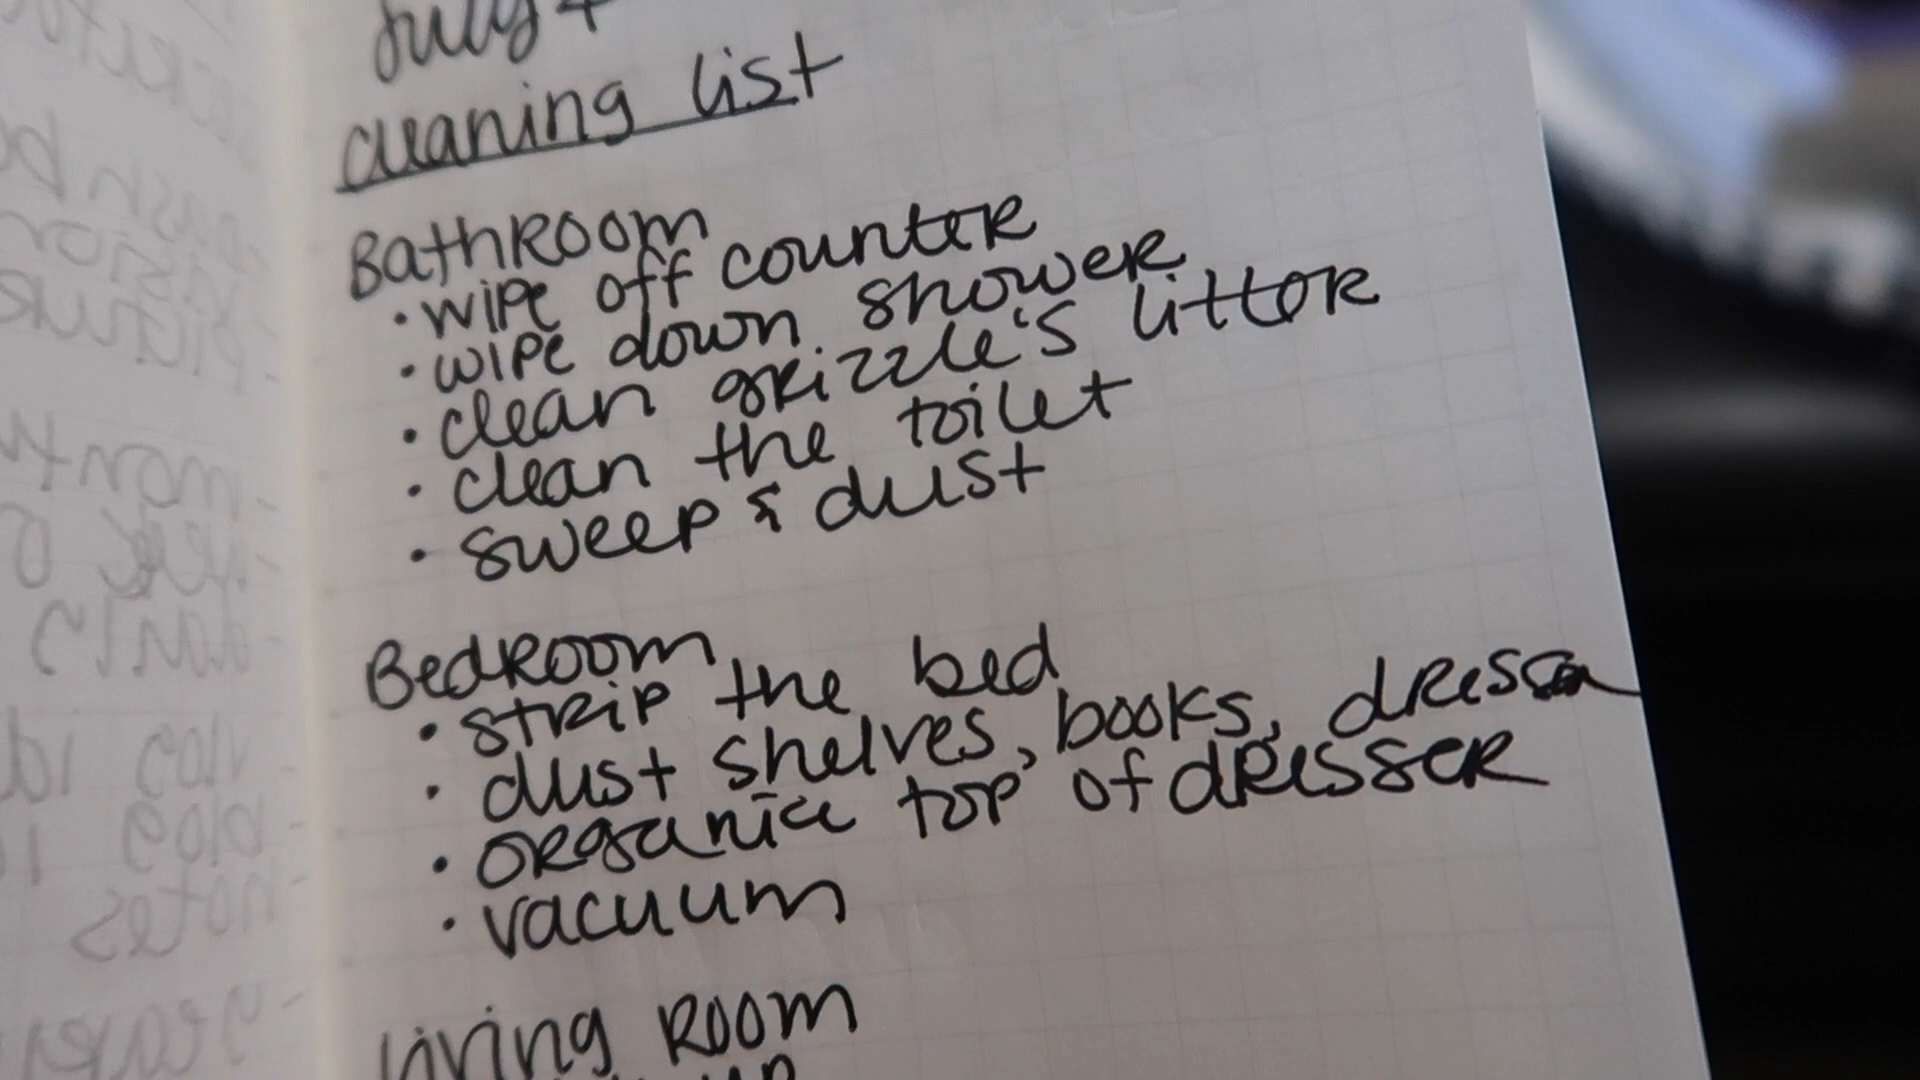 July 4
cleaning list
Bathroom
• wipe off counter
• wipe down shower
• clean grizzle's litter
• clean the toilet
• sweep & dust
Bedroom
• strip the bed
• dust shelves, books, dresser
• organize top of dresser
• vacuum
living room
up